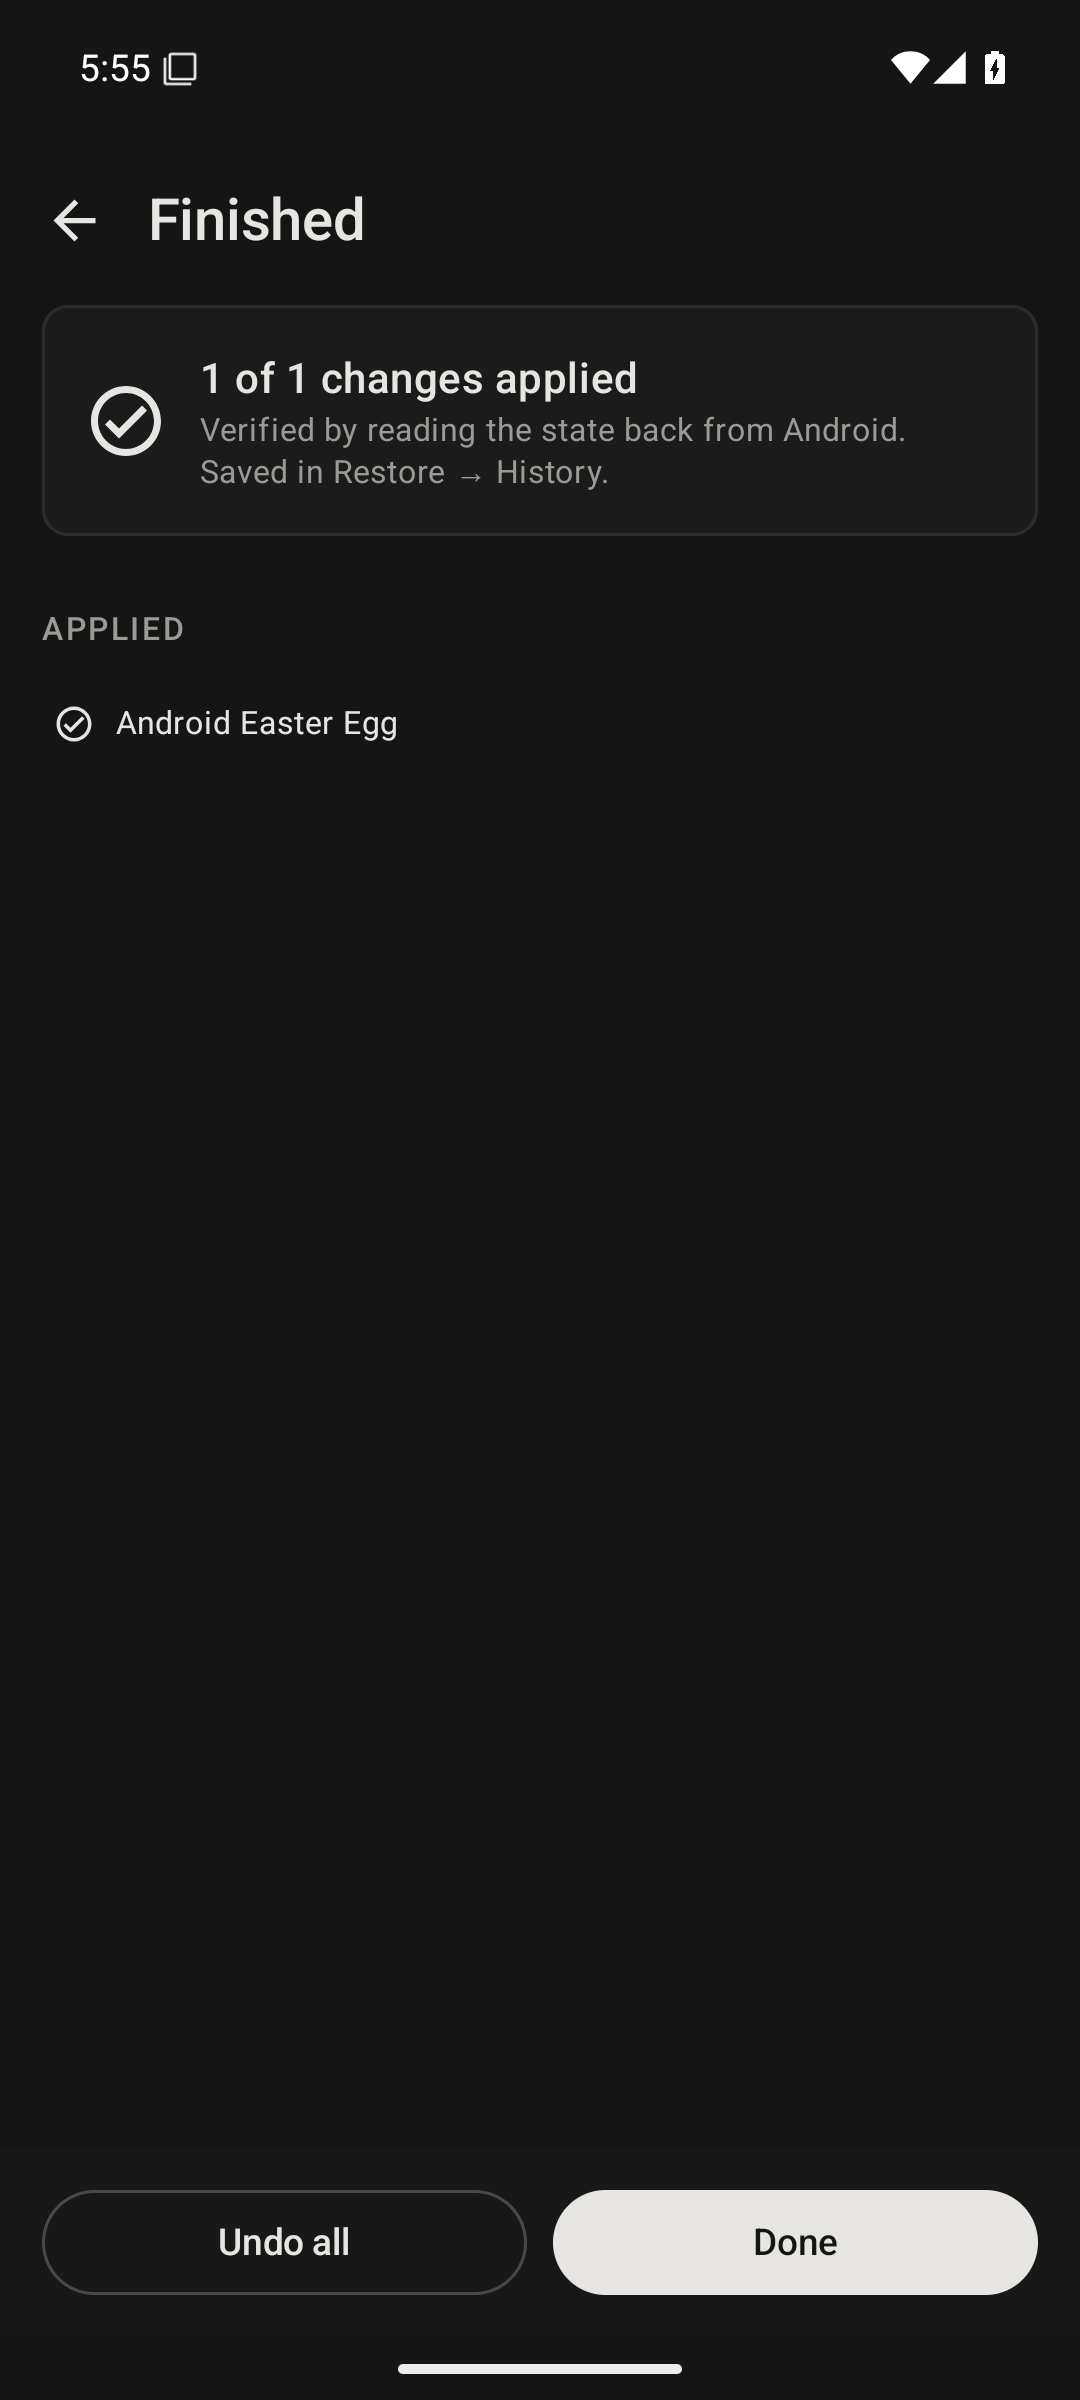 5:55
Finished
1 of 1 changes applied
Verified by reading the state back from Android.
Saved in Restore → History.
APPLIED
Android Easter Egg
Undo all
Done